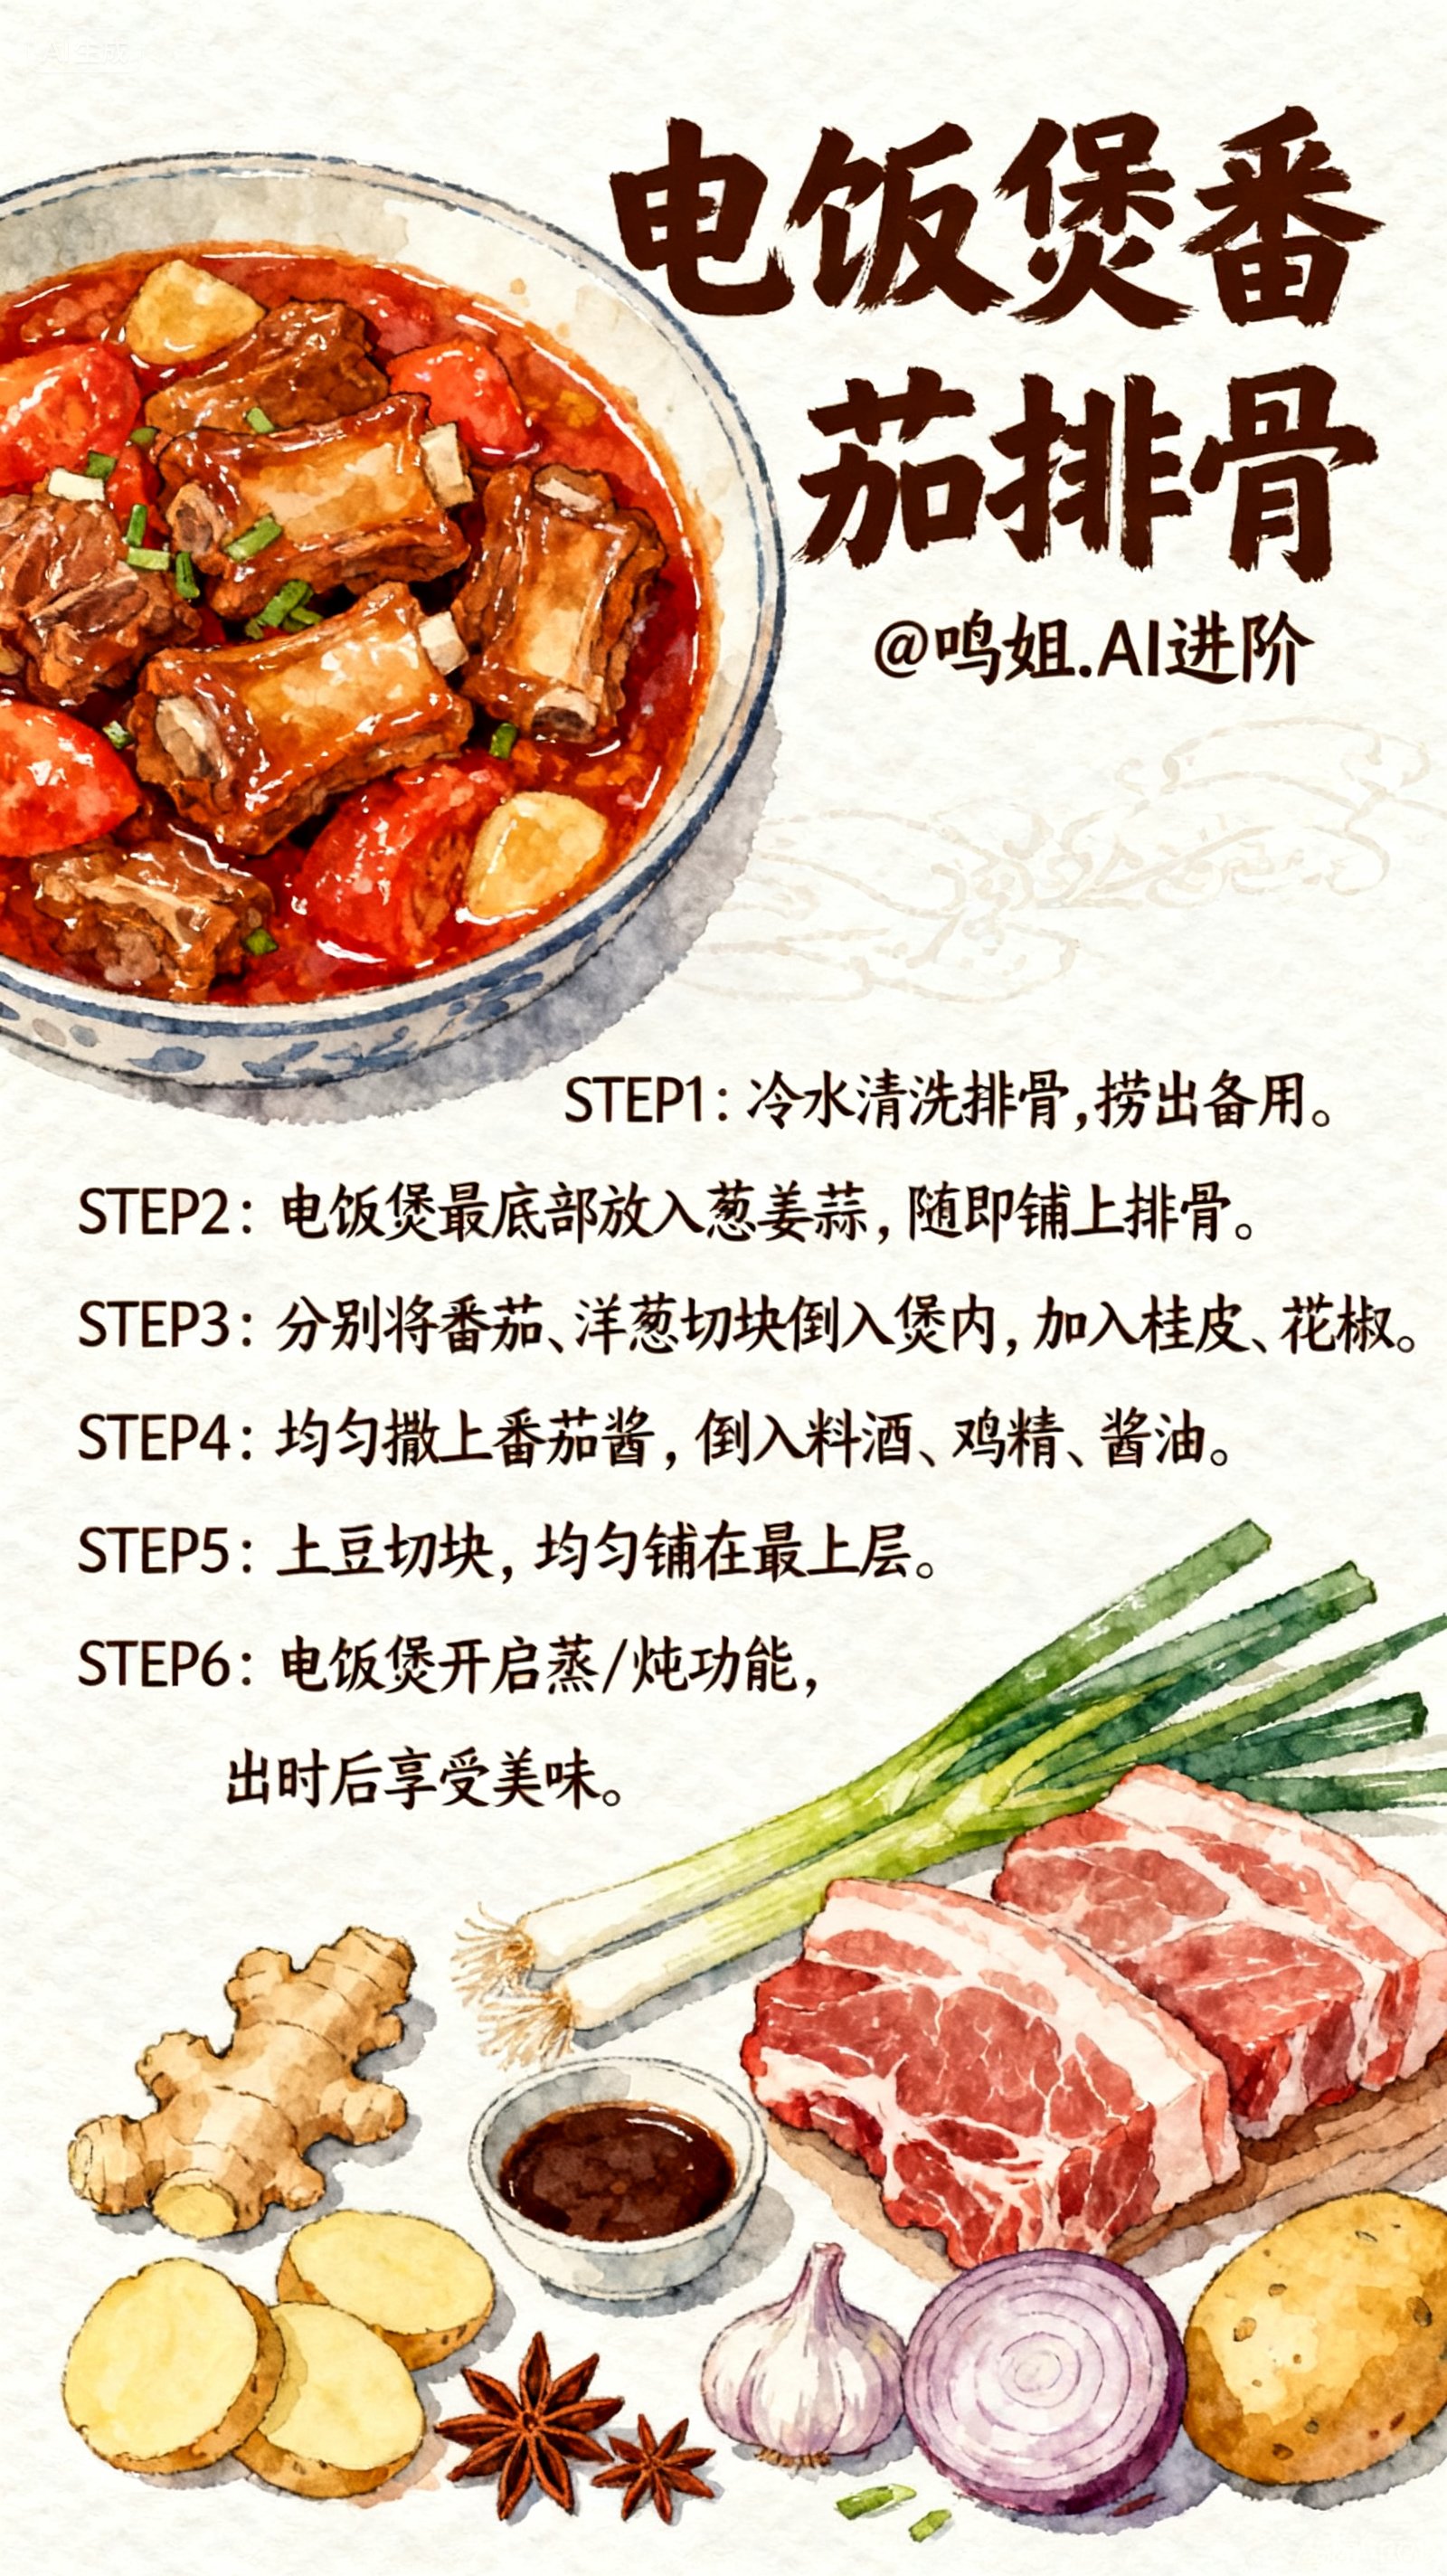 AI生成
电饭煲番
茄排骨
@鸣姐.AI进阶
STEP1：冷水清洗排骨，捞出备用。
STEP2：电饭煲最底部放入葱姜蒜，随即铺上排骨。
STEP3：分别将番茄、洋葱切块倒入煲内，加入桂皮、花椒。
STEP4：均匀撒上番茄酱，倒入料酒、鸡精、酱油。
STEP5：土豆切块，均匀铺在最上层。
STEP6：电饭煲开启蒸/炖功能，
出时后享受美味。